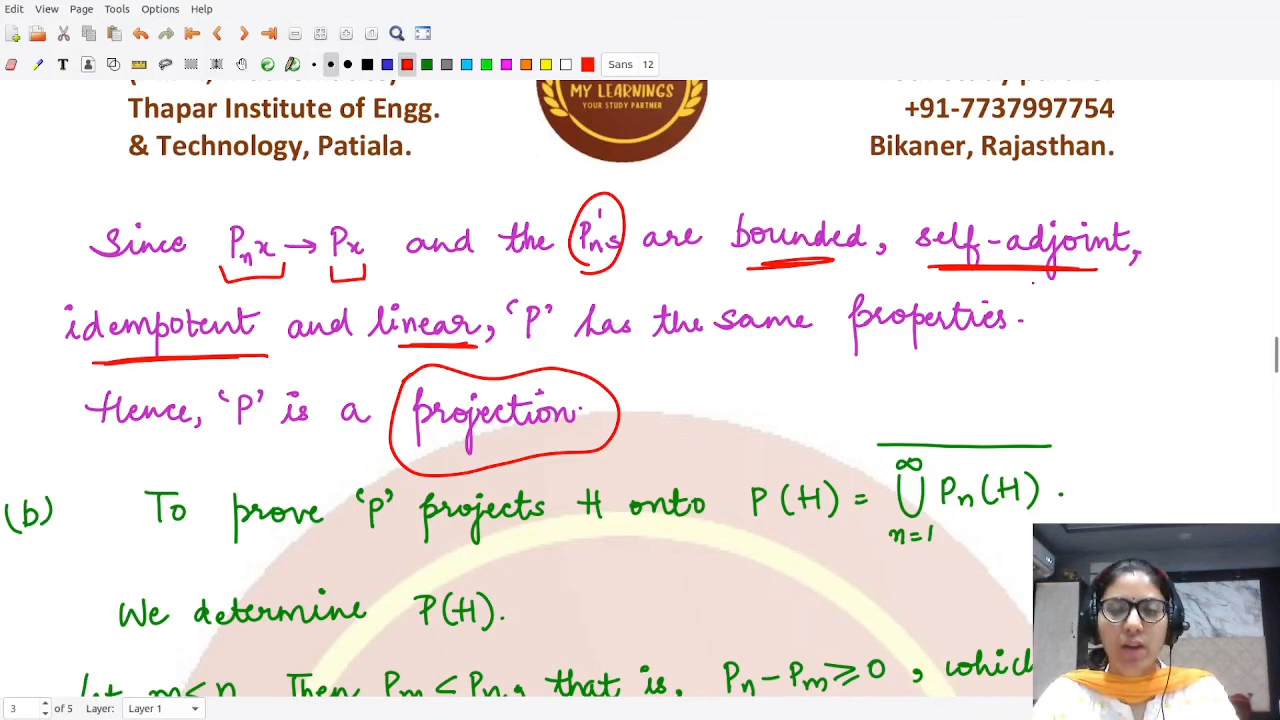 Edit View Page Tools Options Help
Sans 12
Thapar Institute of Engg.
& Technology, Patiala.
MY LEARNINGS
YOUR STUDY PARTNER
+91-7737997754
Bikaner, Rajasthan.
Since Pₙx → Px and the Pₙ's are bounded, self-adjoint,
idempotent and linear, 'P' has the same properties.
Hence, 'P' is a projection.
(b) To prove 'P' projects H onto P(H) = \overline{⋃_{n=1}^{∞} Pₙ(H)}.
We determine P(H).
Let m<n. Then Pₘ ≤ Pₙ, that is, Pₙ-Pₘ ≥ 0, which
3 of 5 Layer: Layer 1